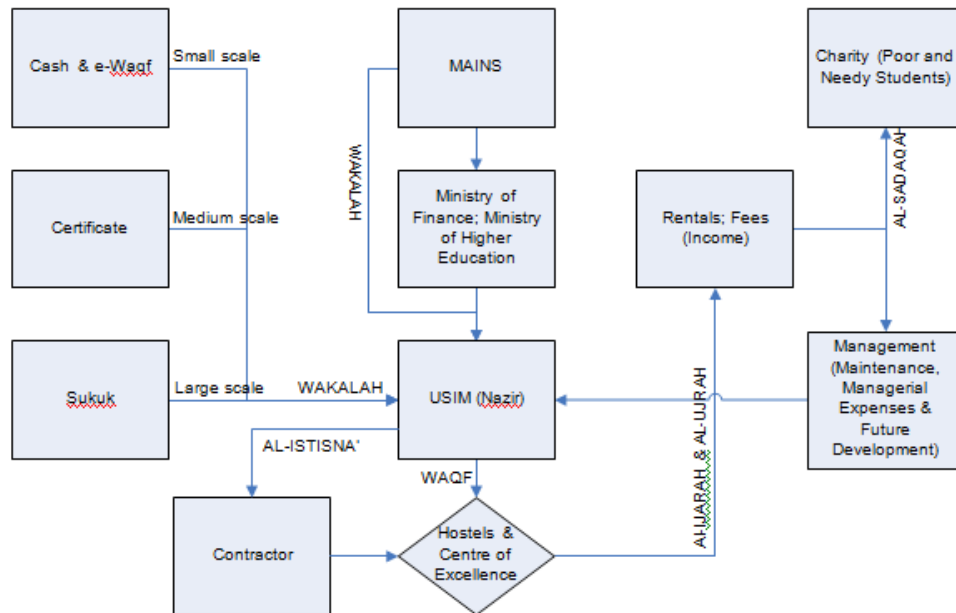 Cash & e-Waqf
Small scale
MAINS
Charity (Poor and
Needy Students)
WAKALAH
AL-SADAQAH
Certificate
Medium scale
Ministry of
Finance; Ministry
of Higher
Education
Rentals; Fees
(Income)
Sukuk
Large scale
WAKALAH
USIM (Nazir)
Management
(Maintenance,
Managerial
Expenses &
Future
Development)
AL-ISTISNA'
WAQF
Al-IJARAH & AL-UJRAH
Contractor
Hostels &
Centre of
Excellence